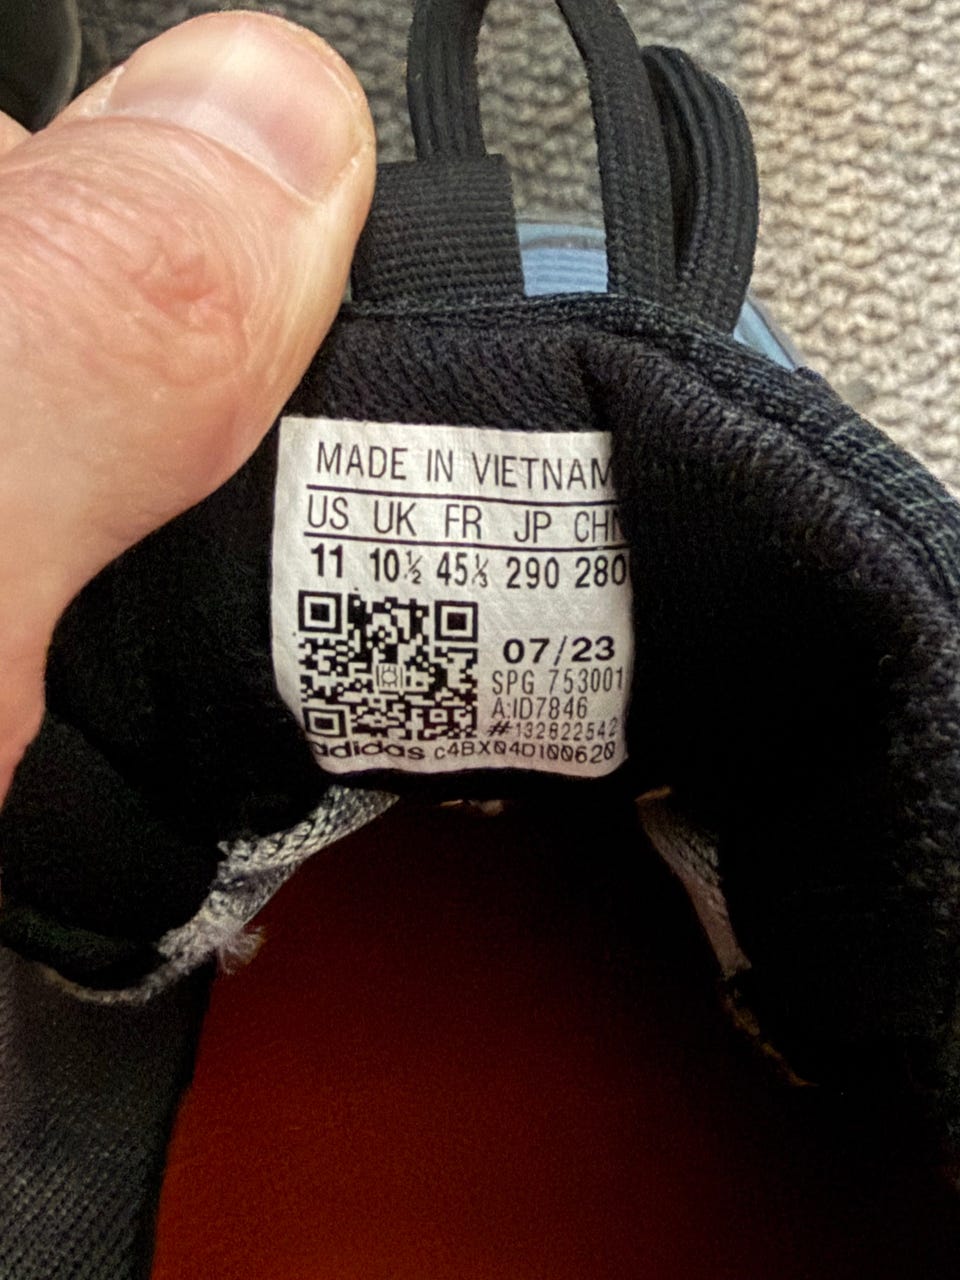 MADE IN VIETNAM
US UK FR JP CHN
11 10½ 45⅓ 290 280
07/23
SPG 753001
A:ID7846
#132822542
adidas c4BX04D100620